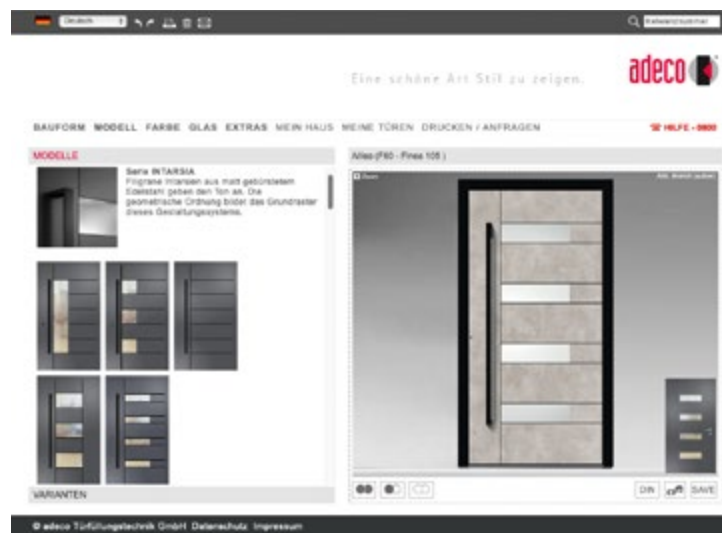 Deutsch
Referenznummer
Eine schöne Art Stil zu zeigen.
adeco
BAUFORM MODELL FARBE GLAS EXTRAS MEIN HAUS MEINE TÜREN DRUCKEN / ANFRAGEN
HILFE - 0800
MODELLE
Serie INTARSIA
Filigrane Intarsien aus matt gebürstetem
Edelstahl geben den Ton an. Die
geometrische Ordnung bildet das Grundraster
dieses Gestaltungssystems.
VARIANTEN
DIN
SAVE
© adeco Türfüllungstechnik GmbH Datenschutz Impressum